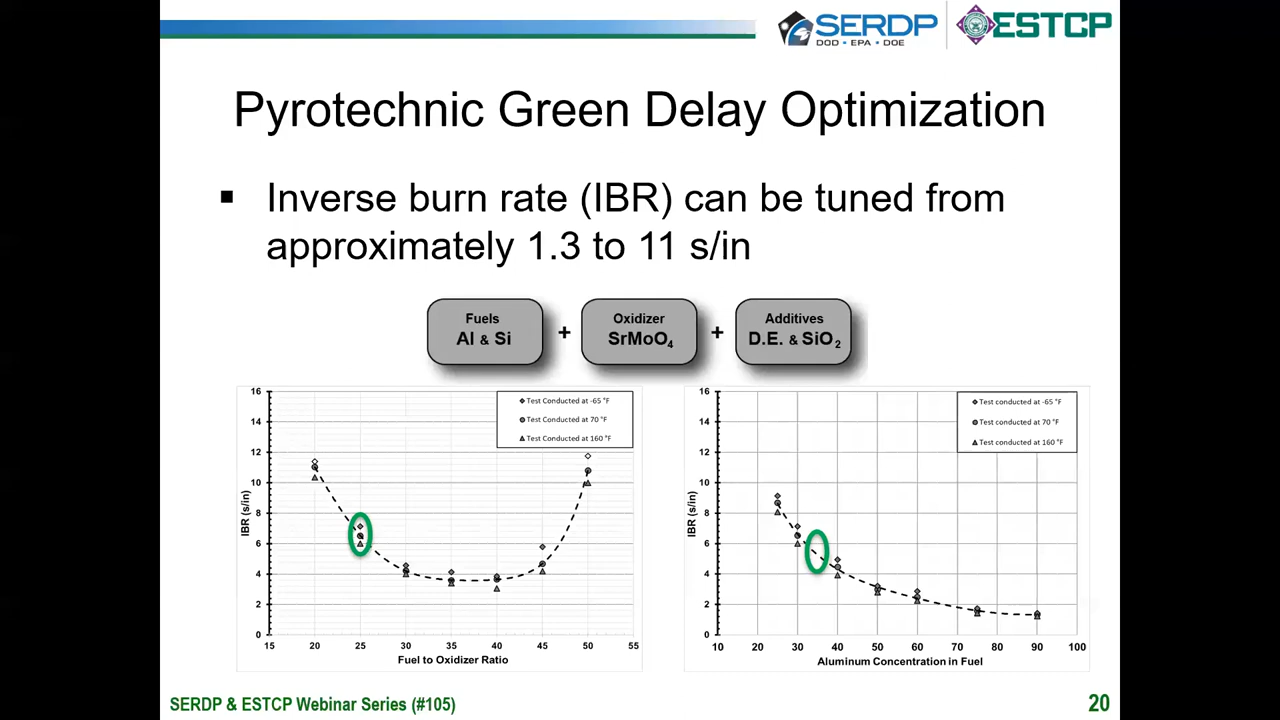 SERDP
DOD • EPA • DOE
ESTCP
Pyrotechnic Green Delay Optimization
▪ Inverse burn rate (IBR) can be tuned from
approximately 1.3 to 11 s/in
Fuels
Al & Si
+
Oxidizer
SrMoO₄
+
Additives
D.E. & SiO₂
16
14
12
10
8
6
4
2
0
IBR (s/in)
Test Conducted at -65 °F
Test Conducted at 70 °F
Test Conducted at 160 °F
15 20 25 30 35 40 45 50 55
Fuel to Oxidizer Ratio
16
14
12
10
8
6
4
2
0
IBR (s/in)
Test conducted at -65 °F
Test conducted at 70 °F
Test conducted at 160 °F
10 20 30 40 50 60 70 80 90 100
Aluminum Concentration in Fuel
SERDP & ESTCP Webinar Series (#105)
20